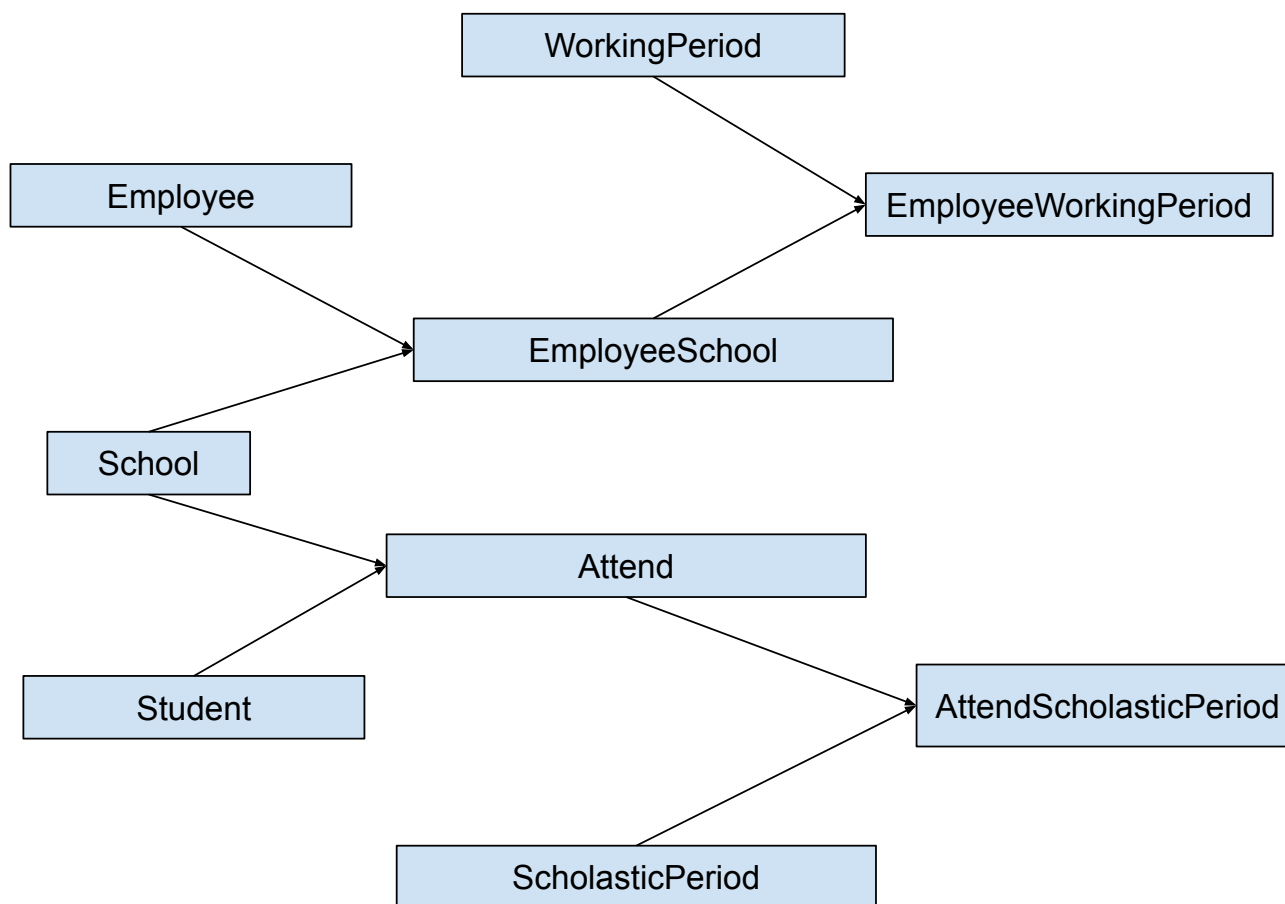 WorkingPeriod
Employee
EmployeeWorkingPeriod
EmployeeSchool
School
Attend
Student
AttendScholasticPeriod
ScholasticPeriod